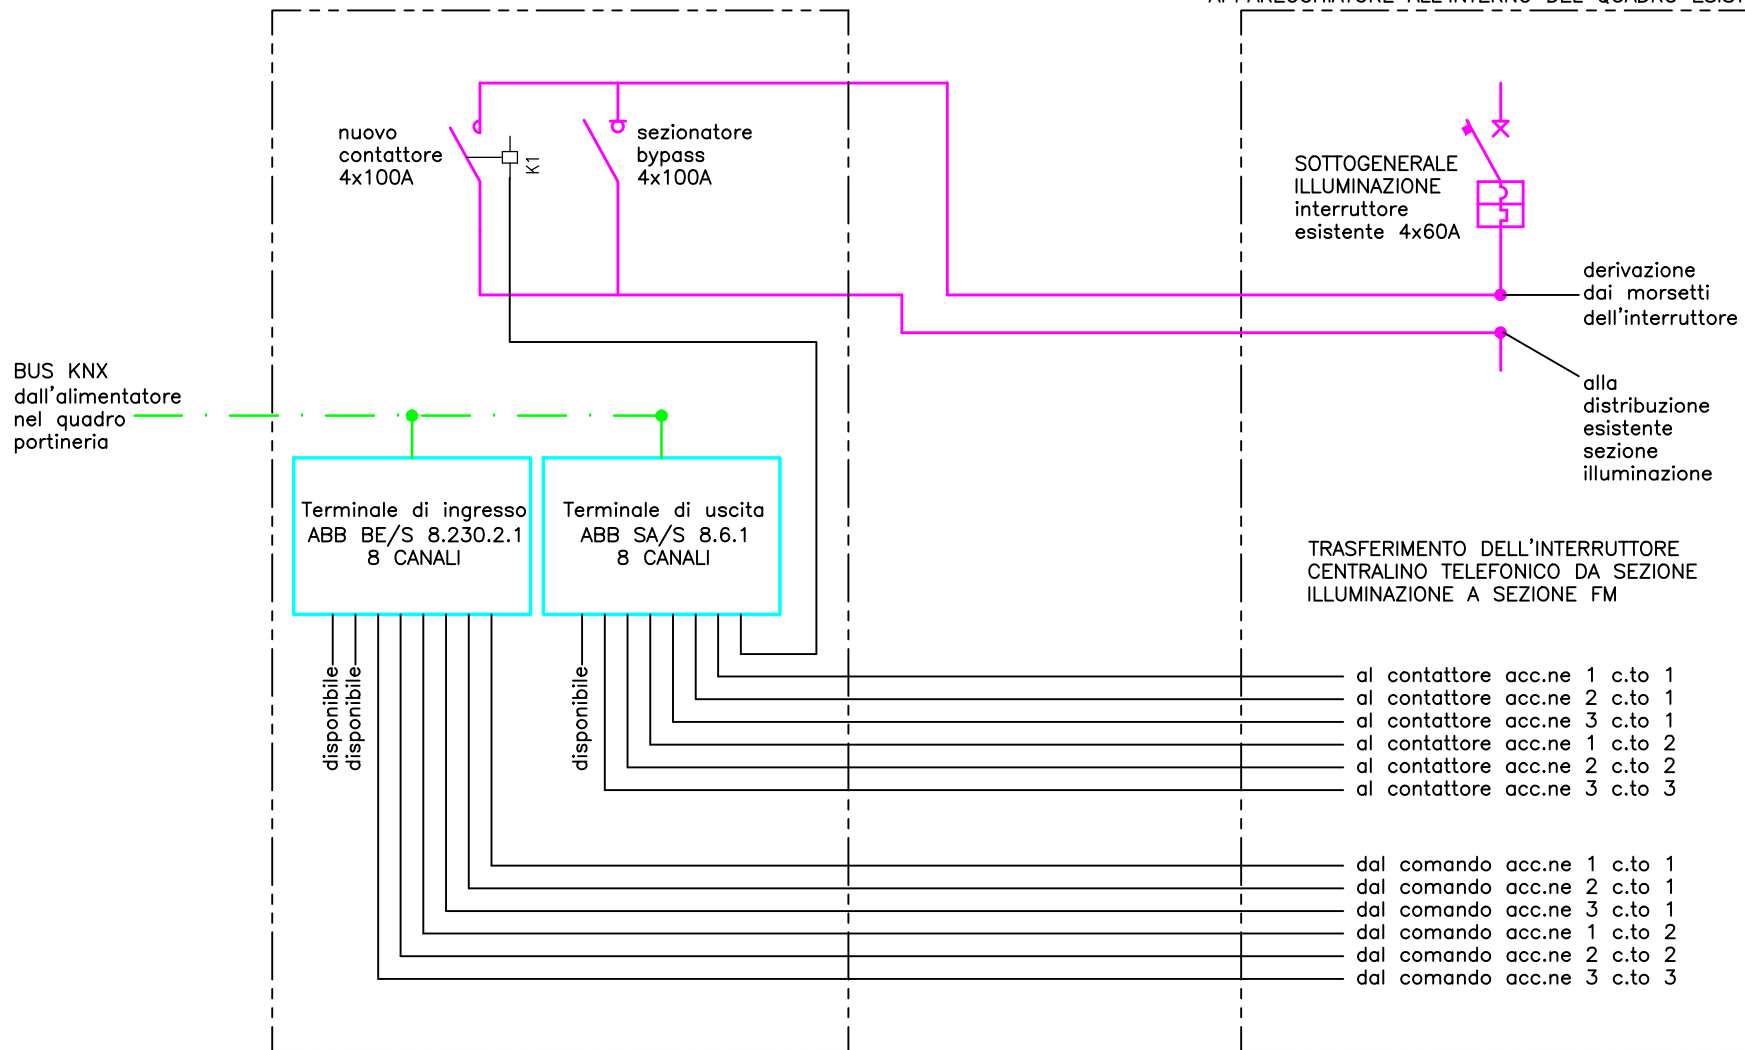 nuovo
contattore
4x100A
K1
sezionatore
bypass
4x100A
SOTTOGENERALE
ILLUMINAZIONE
interruttore
esistente 4x60A
derivazione
dai morsetti
dell'interruttore
alla
distribuzione
esistente
sezione
illuminazione
BUS KNX
dall'alimentatore
nel quadro
portineria
Terminale di ingresso
ABB BE/S 8.230.2.1
8 CANALI
Terminale di uscita
ABB SA/S 8.6.1
8 CANALI
TRASFERIMENTO DELL'INTERRUTTORE
CENTRALINO TELEFONICO DA SEZIONE
ILLUMINAZIONE A SEZIONE FM
disponibile
disponibile
disponibile
al contattore acc.ne 1 c.to 1
al contattore acc.ne 2 c.to 1
al contattore acc.ne 3 c.to 1
al contattore acc.ne 1 c.to 2
al contattore acc.ne 2 c.to 2
al contattore acc.ne 3 c.to 3
dal comando acc.ne 1 c.to 1
dal comando acc.ne 2 c.to 1
dal comando acc.ne 3 c.to 1
dal comando acc.ne 1 c.to 2
dal comando acc.ne 2 c.to 2
dal comando acc.ne 3 c.to 3